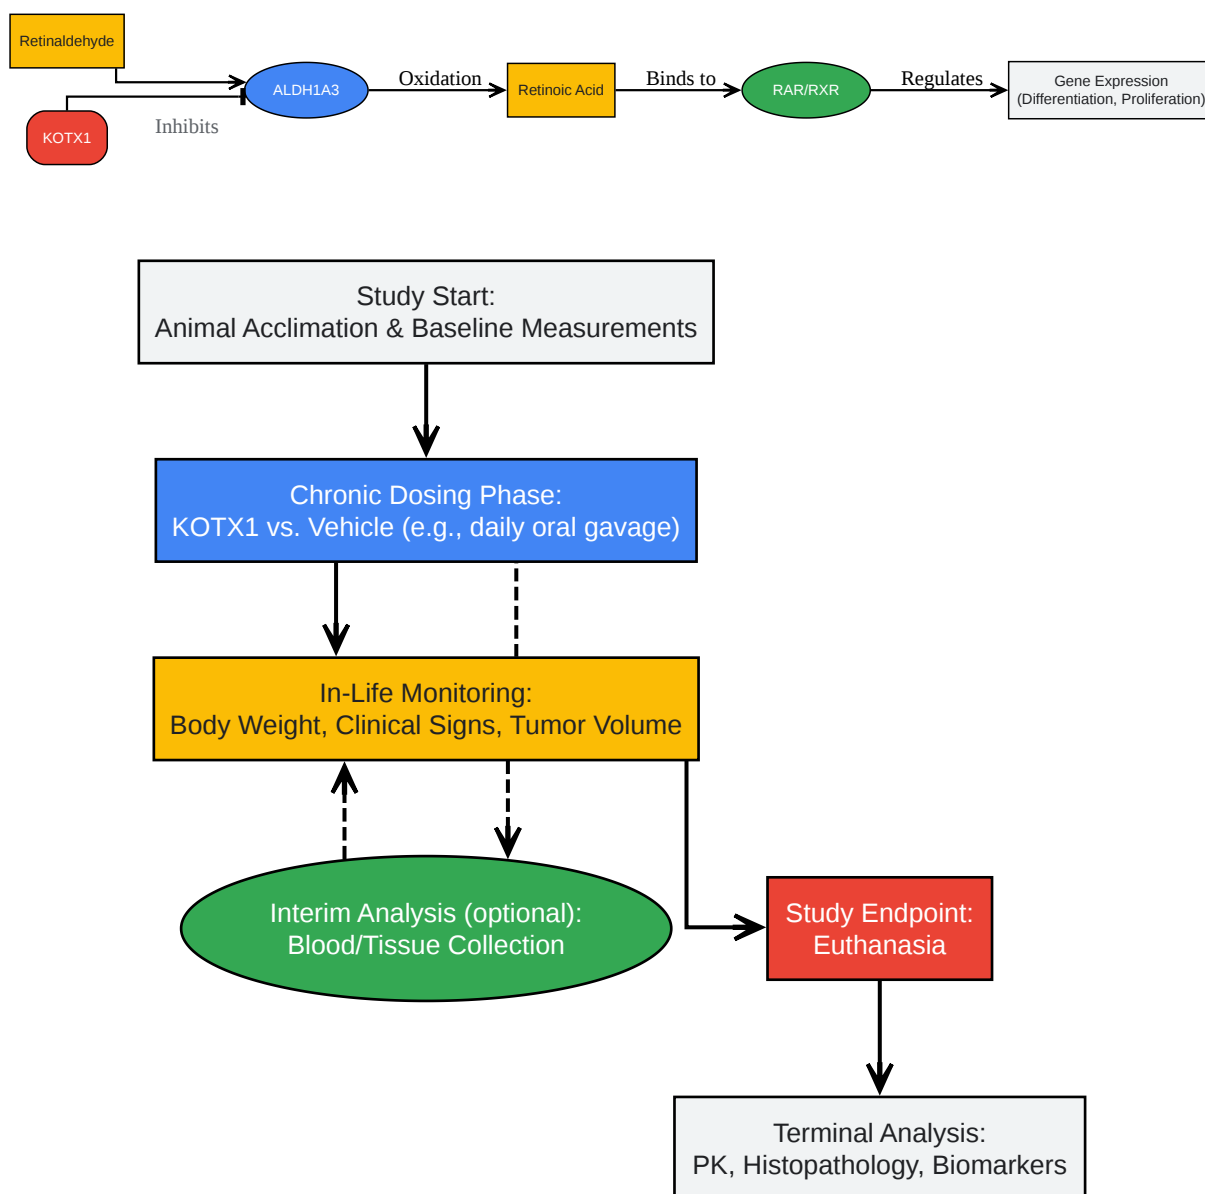 Retinaldehyde
KOTX1
Inhibits
ALDH1A3
Oxidation
Retinoic Acid
Binds to
RAR/RXR
Regulates
Gene Expression
(Differentiation, Proliferation)
Study Start:
Animal Acclimation & Baseline Measurements
Chronic Dosing Phase:
KOTX1 vs. Vehicle (e.g., daily oral gavage)
In-Life Monitoring:
Body Weight, Clinical Signs, Tumor Volume
Interim Analysis (optional):
Blood/Tissue Collection
Study Endpoint:
Euthanasia
Terminal Analysis:
PK, Histopathology, Biomarkers